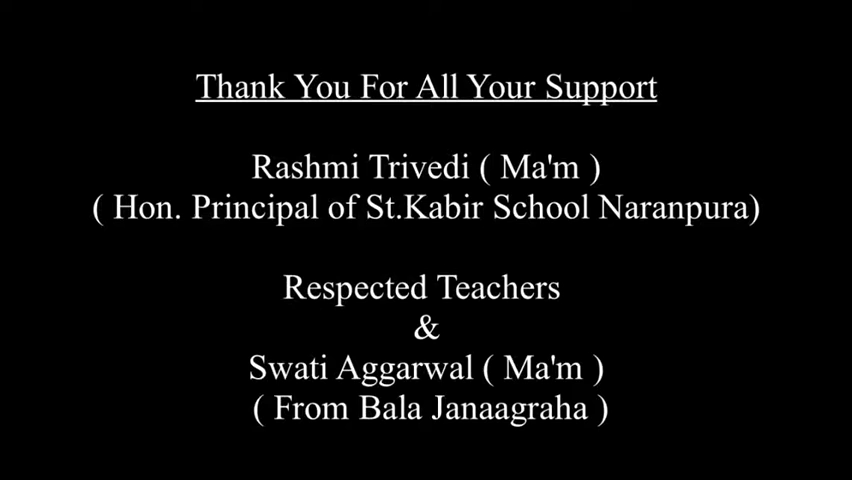 Thank You For All Your Support
Rashmi Trivedi ( Ma'm )
( Hon. Principal of St.Kabir School Naranpura)
Respected Teachers
&
Swati Aggarwal ( Ma'm )
( From Bala Janaagraha )